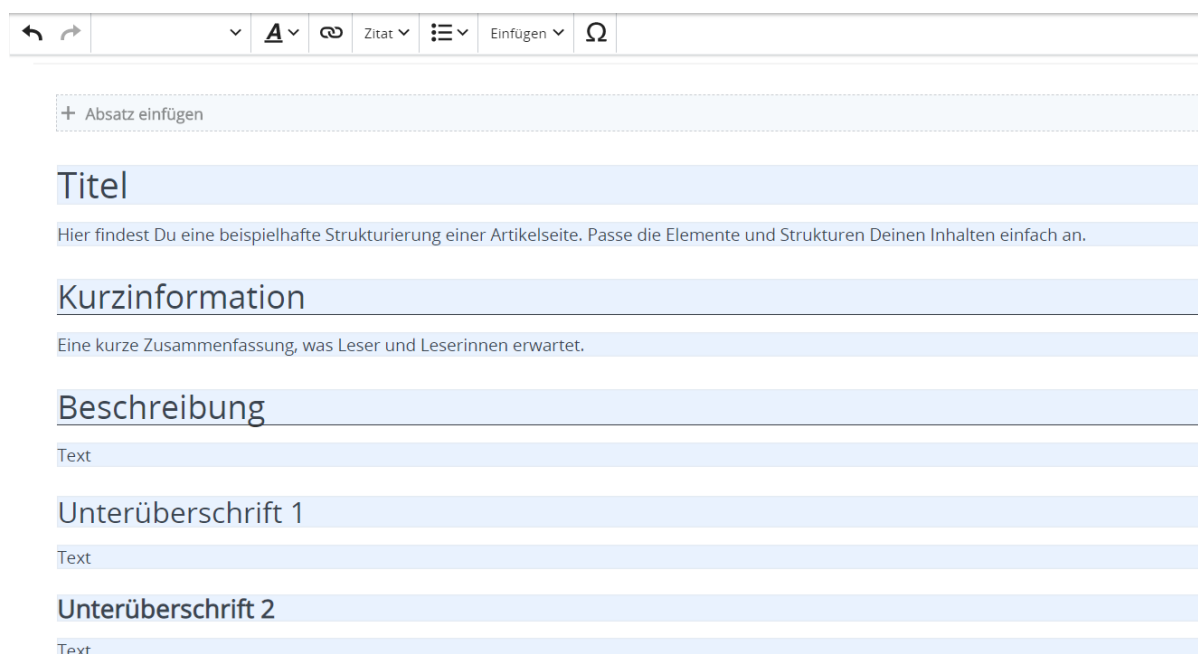 A
Zitat
Einfügen
Ω
+ Absatz einfügen
Titel
Hier findest Du eine beispielhafte Strukturierung einer Artikelseite. Passe die Elemente und Strukturen Deinen Inhalten einfach an.
Kurzinformation
Eine kurze Zusammenfassung, was Leser und Leserinnen erwartet.
Beschreibung
Text
Unterüberschrift 1
Text
Unterüberschrift 2
Text